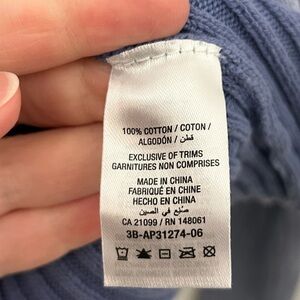 100% COTTON / COTON /
ALGODÓN / قطن
EXCLUSIVE OF TRIMS
GARNITURES NON COMPRISES
MADE IN CHINA
FABRIQUÉ EN CHINE
HECHO EN CHINA
صنع في الصين
CA 21099 / RN 148061
3B-AP31274-06